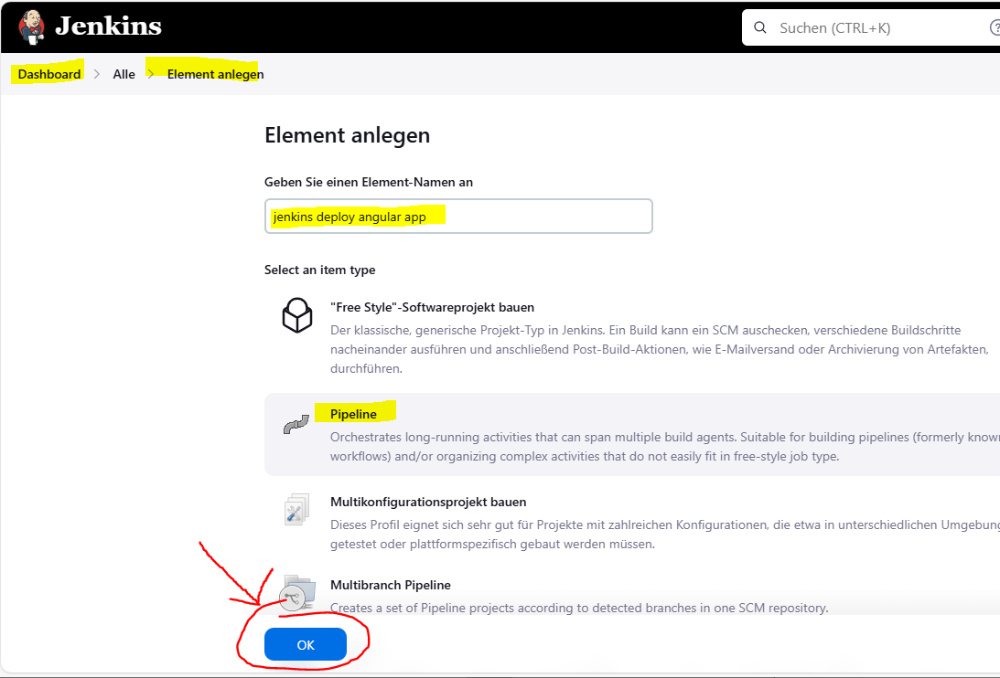 Jenkins
Suchen (CTRL+K)
?
Dashboard > Alle > Element anlegen
Element anlegen
Geben Sie einen Element-Namen an
jenkins deploy angular app
Select an item type
"Free Style"-Softwareprojekt bauen
Der klassische, generische Projekt-Typ in Jenkins. Ein Build kann ein SCM auschecken, verschiedene Buildschritte
nacheinander ausführen und anschließend Post-Build-Aktionen, wie E-Mailversand oder Archivierung von Artefakten,
durchführen.
Pipeline
Orchestrates long-running activities that can span multiple build agents. Suitable for building pipelines (formerly known
workflows) and/or organizing complex activities that do not easily fit in free-style job type.
Multikonfigurationsprojekt bauen
Dieses Profil eignet sich sehr gut für Projekte mit zahlreichen Konfigurationen, die etwa in unterschiedlichen Umgebung
getestet oder plattformspezifisch gebaut werden müssen.
Multibranch Pipeline
Creates a set of Pipeline projects according to detected branches in one SCM repository.
OK